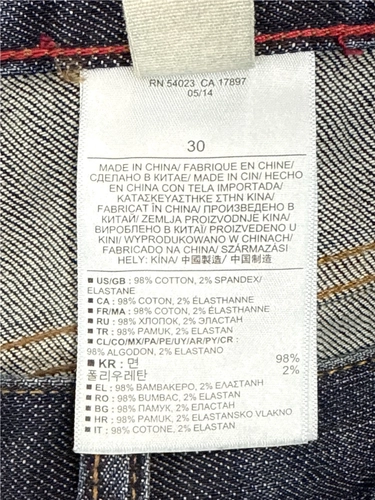 RN 54023 CA 17897
05/14
30
MADE IN CHINA/ FABRIQUE EN CHINE/
СДЕЛАНО В КИТАЕ/ MADE IN CIN/ HECHO
EN CHINA CON TELA IMPORTADA/
ΚΑΤΑΣΚΕΥΑΣΤΗΚΕ ΣΤΗΝ ΚΙΝΑ/
FABRICAT ÎN CHINA/ ПРОИЗВЕДЕНО В
КИТАЙ/ ZEMLJA PROIZVODNJE KINA/
ВИРОБЛЕНО В КИТАЇ/ WYPRODUKOWANO W CHINACH/
FABRICADO NA CHINA/ SZÁRMAZÁSI
HELY: KÍNA/ 中國製造/ 中国制造
■ US/GB : 98% COTTON, 2% SPANDEX/
ELASTANE
■ CA : 98% COTON, 2% ÉLASTHANNE
■ FR/MA : 98% COTON, 2% ÉLASTHANE
■ RU : 98% ХЛОПОК, 2% ЭЛАСТАН
■ TR : 98% PAMUK, 2% ELASTAN
■ CL/CO/MX/PA/PE/UY/AR/PY/CR :
98% ALGODON, 2% ELASTANO
■ KR : 면 98%
폴리우레탄 2%
■ EL : 98% ΒΑΜΒΑΚΕΡΟ, 2% ΕΛΑΣΤΑΝΗ
■ RO : 98% BUMBAC, 2% ELASTAN
■ BG : 98% ПАМУК, 2% ЕЛАСТАН
■ HR : 98% PAMUK, 2% ELASTANSKO VLAKNO
■ IT : 98% COTONE, 2% ELASTAN